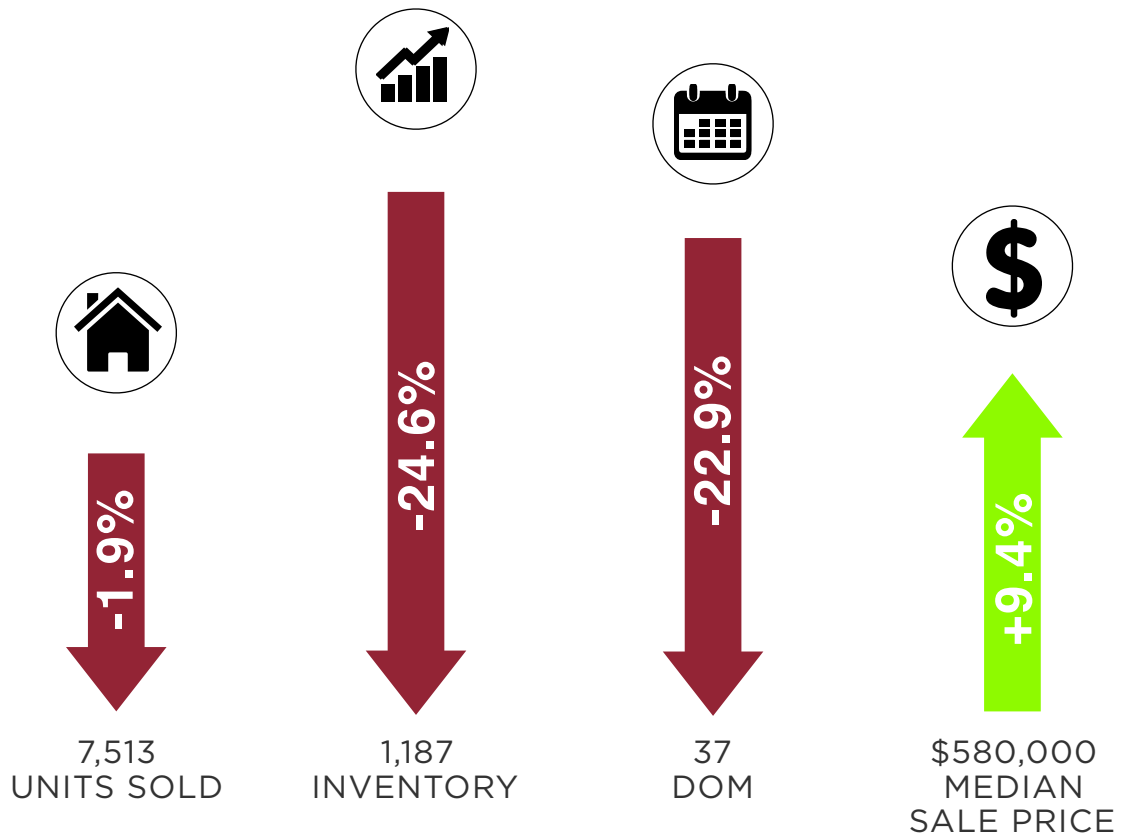 -1.9%
7,513
UNITS SOLD
-24.6%
1,187
INVENTORY
-22.9%
37
DOM
$
+9.4%
$580,000
MEDIAN
SALE PRICE